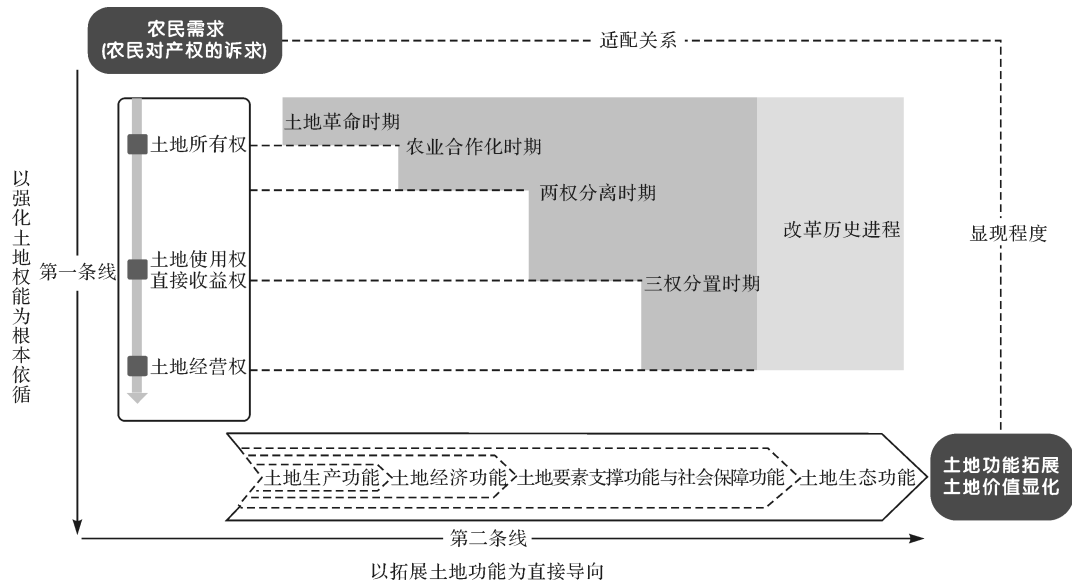 农民需求
(农民对产权的诉求)
适配关系
土地革命时期
土地所有权
农业合作化时期
两权分离时期
以强化土地权能为根本依循
第一条线
土地使用权
直接收益权
改革历史进程
显现程度
三权分置时期
土地经营权
土地生产功能
土地经济功能
土地要素支撑功能与社会保障功能
土地生态功能
土地功能拓展
土地价值显化
第二条线
以拓展土地功能为直接导向